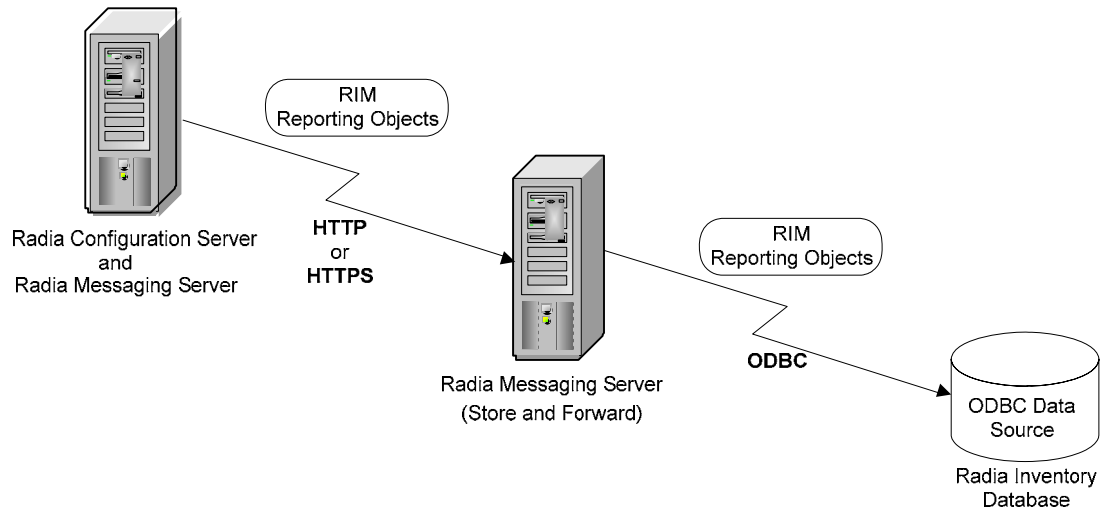 RIM
Reporting Objects
Radia Configuration Server
and
Radia Messaging Server
HTTP
or
HTTPS
RIM
Reporting Objects
Radia Messaging Server
(Store and Forward)
ODBC
ODBC Data
Source
Radia Inventory
Database